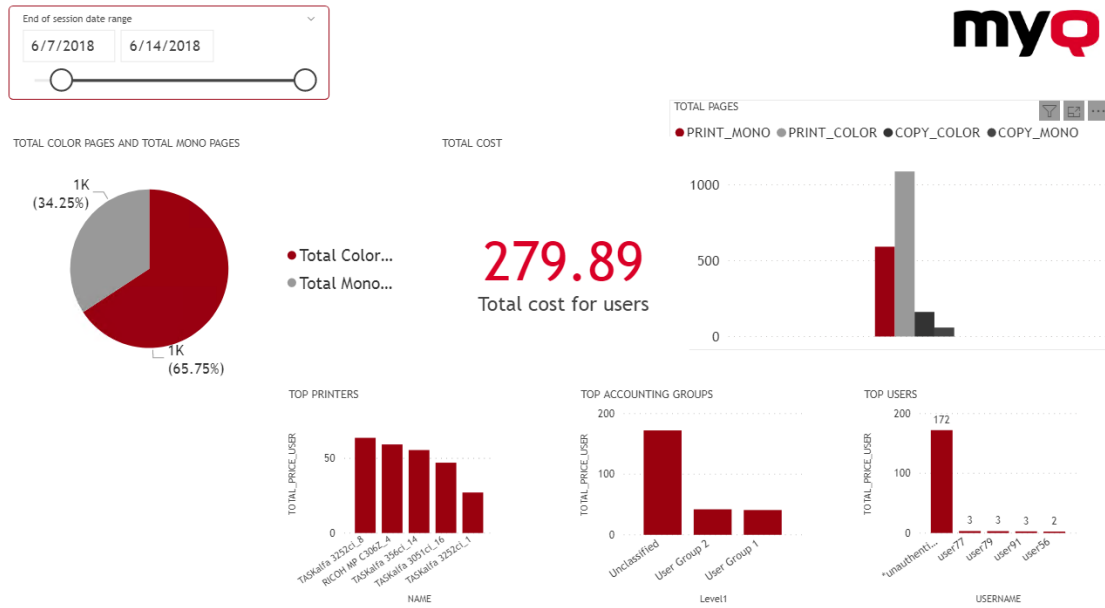 End of session date range
6/7/2018
6/14/2018
myQ
TOTAL PAGES
PRINT_MONO
PRINT_COLOR
COPY_COLOR
COPY_MONO
1000
500
0
TOTAL COLOR PAGES AND TOTAL MONO PAGES
1K
(34.25%)
1K
(65.75%)
Total Color...
Total Mono...
TOTAL COST
279.89
Total cost for users
TOP PRINTERS
TOTAL_PRICE_USER
50
0
TASKalfa 3252ci_8
RICOH MP C306Z_4
TASKalfa 356ci_14
TASKalfa 3051ci_16
TASKalfa 3252ci_1
NAME
TOP ACCOUNTING GROUPS
TOTAL_PRICE_USER
200
100
0
Unclassified
User Group 2
User Group 1
Level1
TOP USERS
TOTAL_PRICE_USER
200
100
0
172
3
3
3
2
*unauthenti...
user77
user79
user91
user56
USERNAME